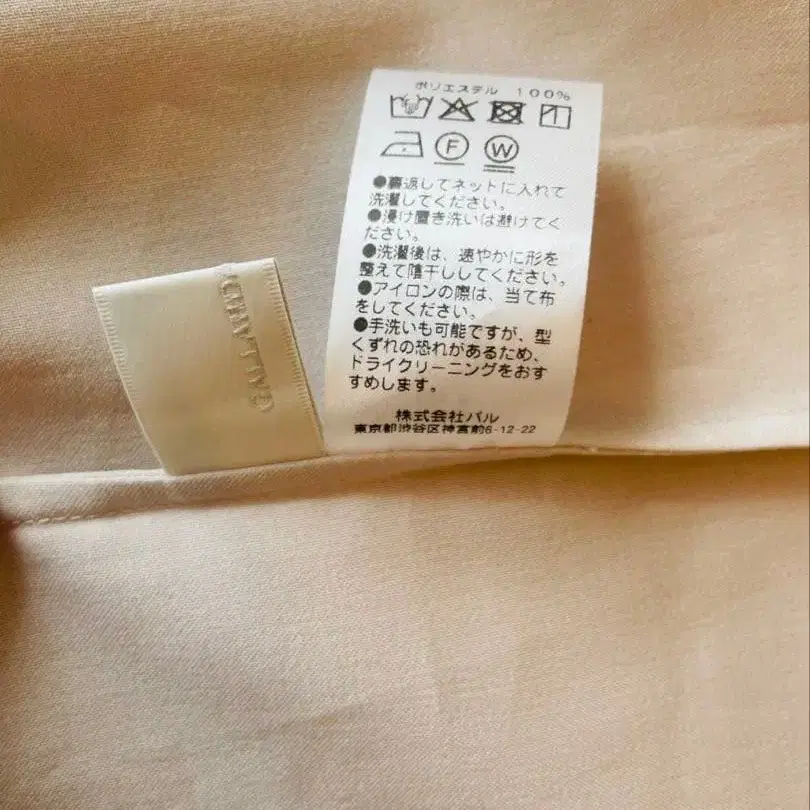 ポリエステル 100%
F
W
●裏返してネットに入れて
洗濯してください。
●浸け置き洗いは避けてく
ださい。
●洗濯後は、速やかに形を
整えて陰干ししてください。
●アイロンの際は、当て布
をしてください。
●手洗いも可能ですが、型
くずれの恐れがあるため、
ドライクリーニングをおす
すめします。
株式会社パル
東京都渋谷区神宮前6-12-22